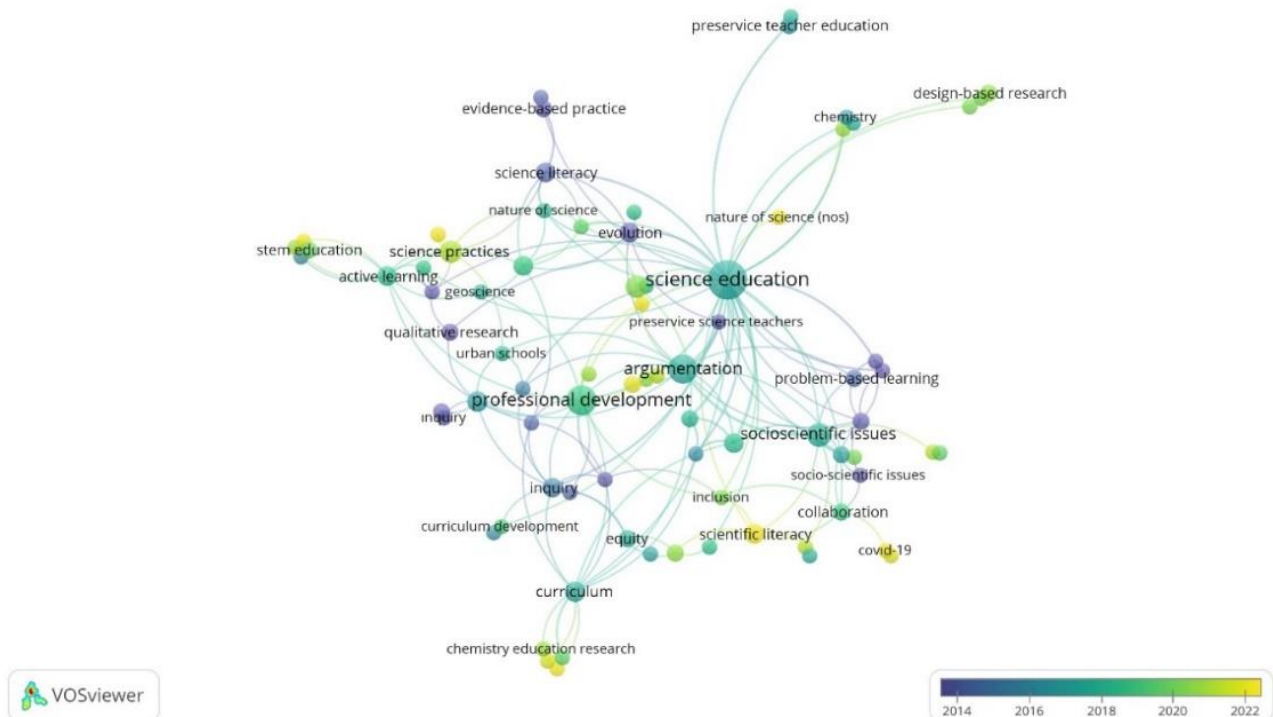 preservice teacher education
design-based research
evidence-based practice
chemistry
science literacy
nature of science
nature of science (nos)
evolution
stem education
science practices
active learning
science education
geoscience
preservice science teachers
qualitative research
urban schools
argumentation
problem-based learning
professional development
inquiry
socioscientific issues
socio-scientific issues
inquiry
inclusion
collaboration
curriculum development
equity
scientific literacy
covid-19
curriculum
chemistry education research
VOSviewer
2014 2016 2018 2020 2022